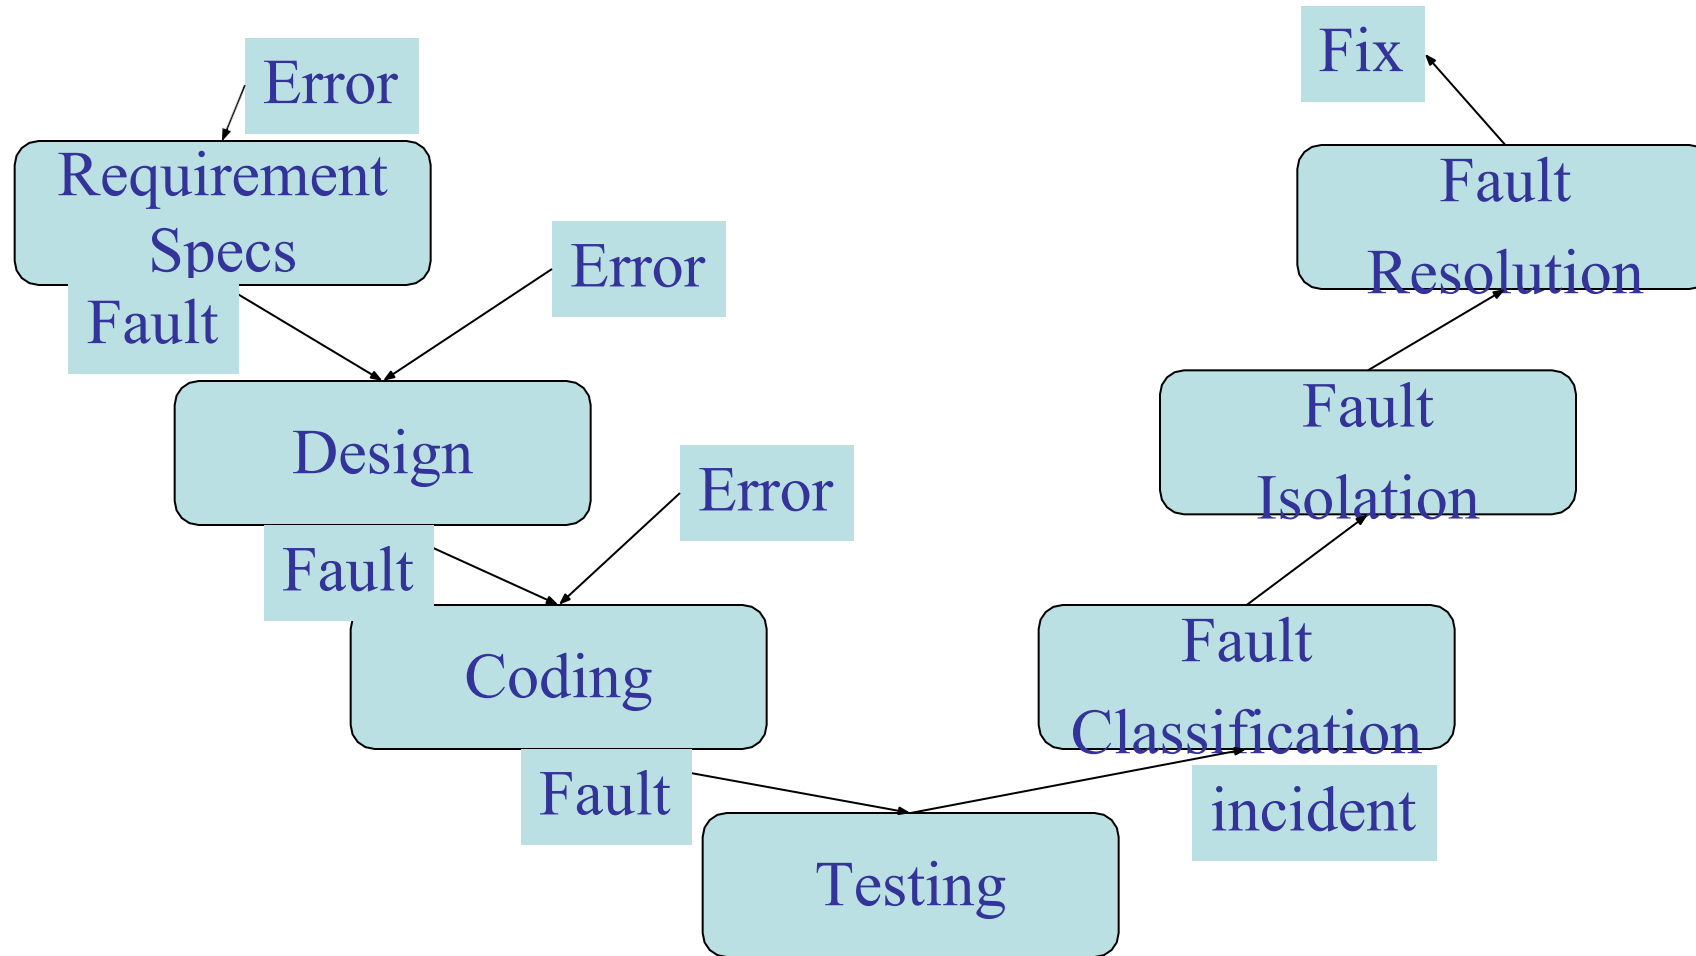 Error
Requirement
Specs
Fault
Error
Design
Fault
Error
Coding
Fault
Testing
incident
Fault
Classification
Fault
Isolation
Fault
Resolution
Fix